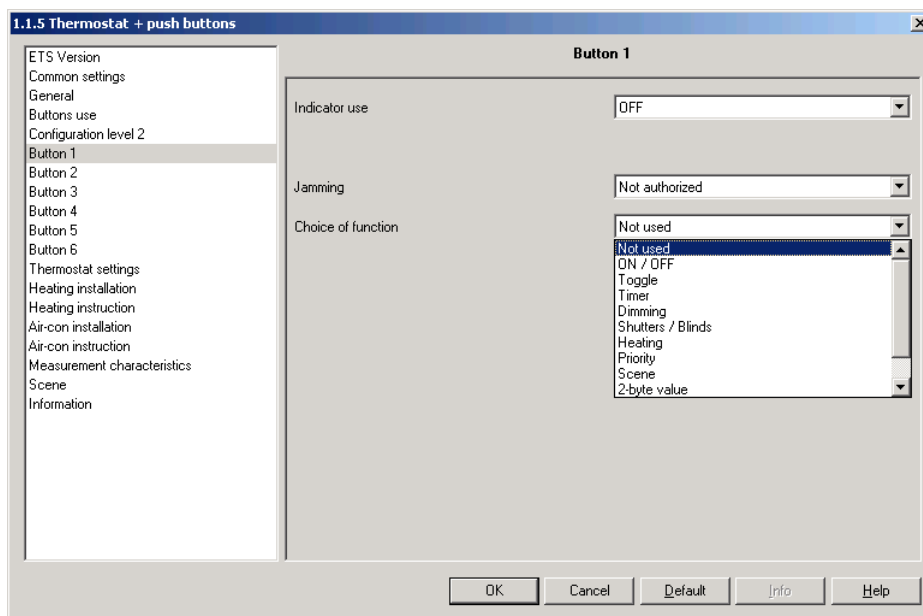 1.1.5 Thermostat + push buttons
ETS Version
Common settings
General
Buttons use
Configuration level 2
Button 1
Button 2
Button 3
Button 4
Button 5
Button 6
Thermostat settings
Heating installation
Heating instruction
Air-con installation
Air-con instruction
Measurement characteristics
Scene
Information
Button 1
Indicator use
OFF
Jamming
Not authorized
Choice of function
Not used
Not used
ON / OFF
Toggle
Timer
Dimming
Shutters / Blinds
Heating
Priority
Scene
2-byte value
OK
Cancel
Default
Info
Help